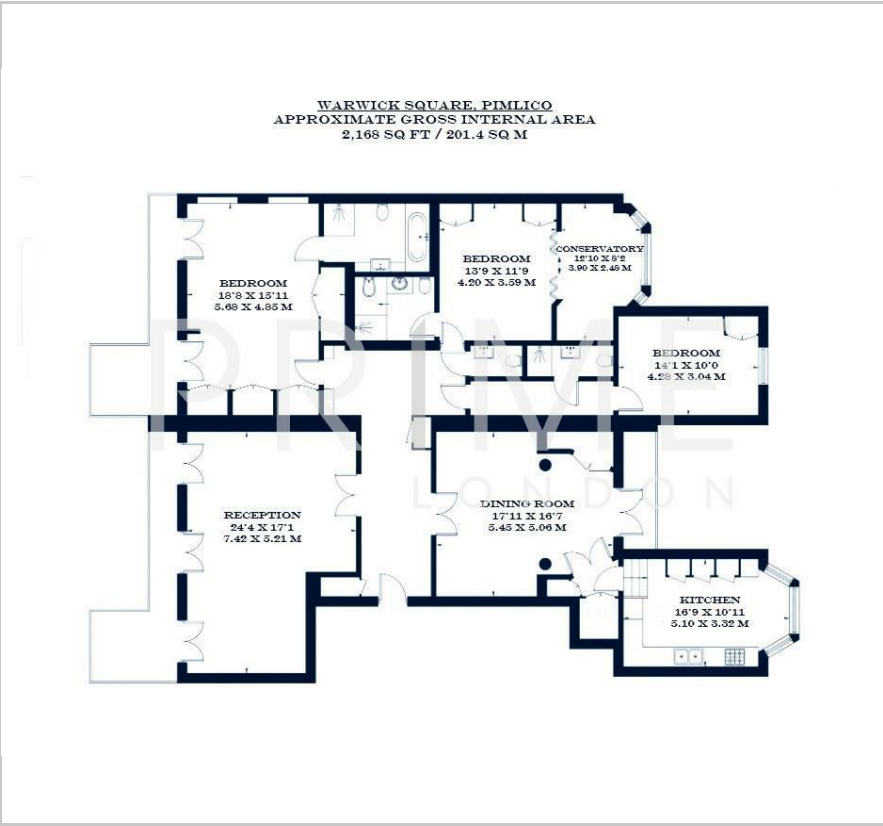 WARWICK SQUARE, PIMLICO
APPROXIMATE GROSS INTERNAL AREA
2,168 SQ FT / 201.4 SQ M
BEDROOM
18'8 X 15'11
5.68 X 4.85 M
BEDROOM
13'9 X 11'9
4.20 X 3.59 M
CONSERVATORY
12'10 X 8'2
3.90 X 2.48 M
BEDROOM
14'1 X 10'0
4.28 X 3.04 M
PRIME
LONDON
RECEPTION
24'4 X 17'1
7.42 X 5.21 M
DINING ROOM
17'11 X 16'7
5.45 X 5.06 M
KITCHEN
16'9 X 10'11
5.10 X 3.32 M